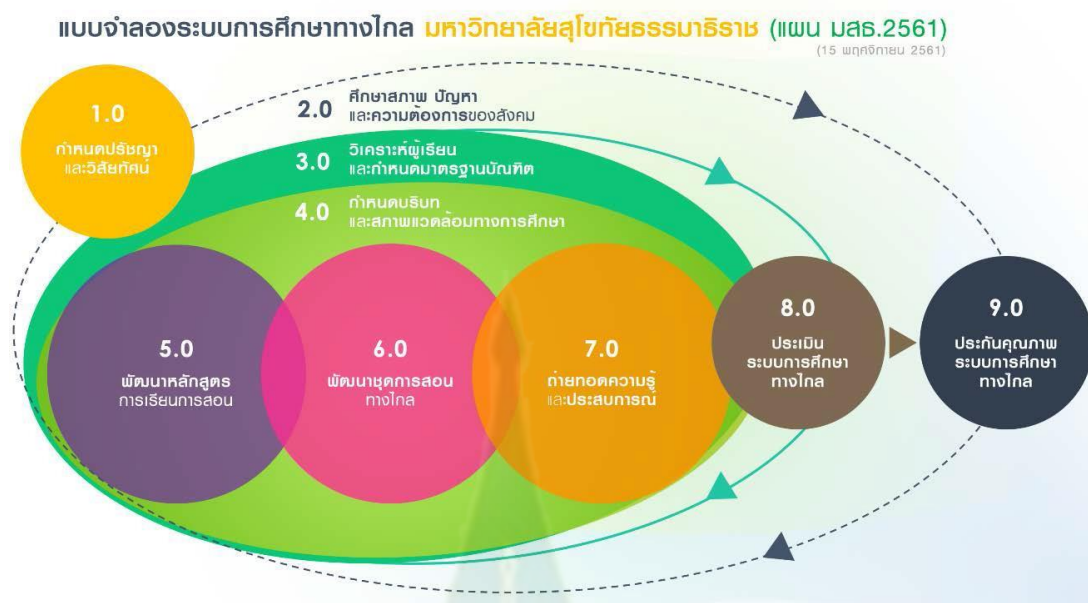 แบบจำลองระบบการศึกษาทางไกล มหาวิทยาลัยสุโขทัยธรรมาธิราช (แผน มสธ.2561)
(15 พฤศจิกายน 2561)
1.0
กำหนดปรัชญา
และวิสัยทัศน์
2.0
ศึกษาสภาพ ปัญหา
และความต้องการของสังคม
3.0
วิเคราะห์ผู้เรียน
และกำหนดมาตรฐานบัณฑิต
4.0
กำหนดบริบท
และสภาพแวดล้อมทางการศึกษา
5.0
พัฒนาหลักสูตร
การเรียนการสอน
6.0
พัฒนาชุดการสอน
ทางไกล
7.0
ถ่ายทอดความรู้
และประสบการณ์
8.0
ประเมิน
ระบบการศึกษา
ทางไกล
9.0
ประกันคุณภาพ
ระบบการศึกษา
ทางไกล